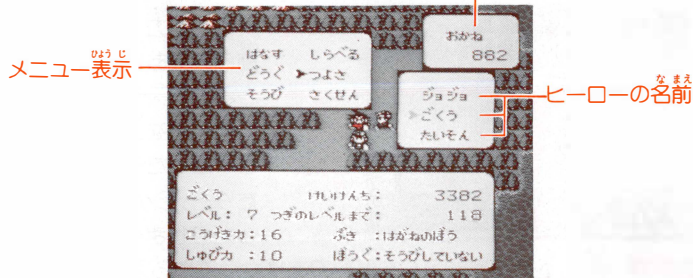 おかね
882
はなす しらべる
どうぐ ➤つよさ
そうび さくせん
ひょうじ
メニュー表示
ジョジョ
➤ごくう
たいそん
なまえ
ヒーローの名前
ごくう けいけんち: 3382
レベル: 7 つぎのレベルまで: 118
こうげき力:16 ぶき :はがねのぼう
しゅび力 :10 ぼうぐ:そうびしていない